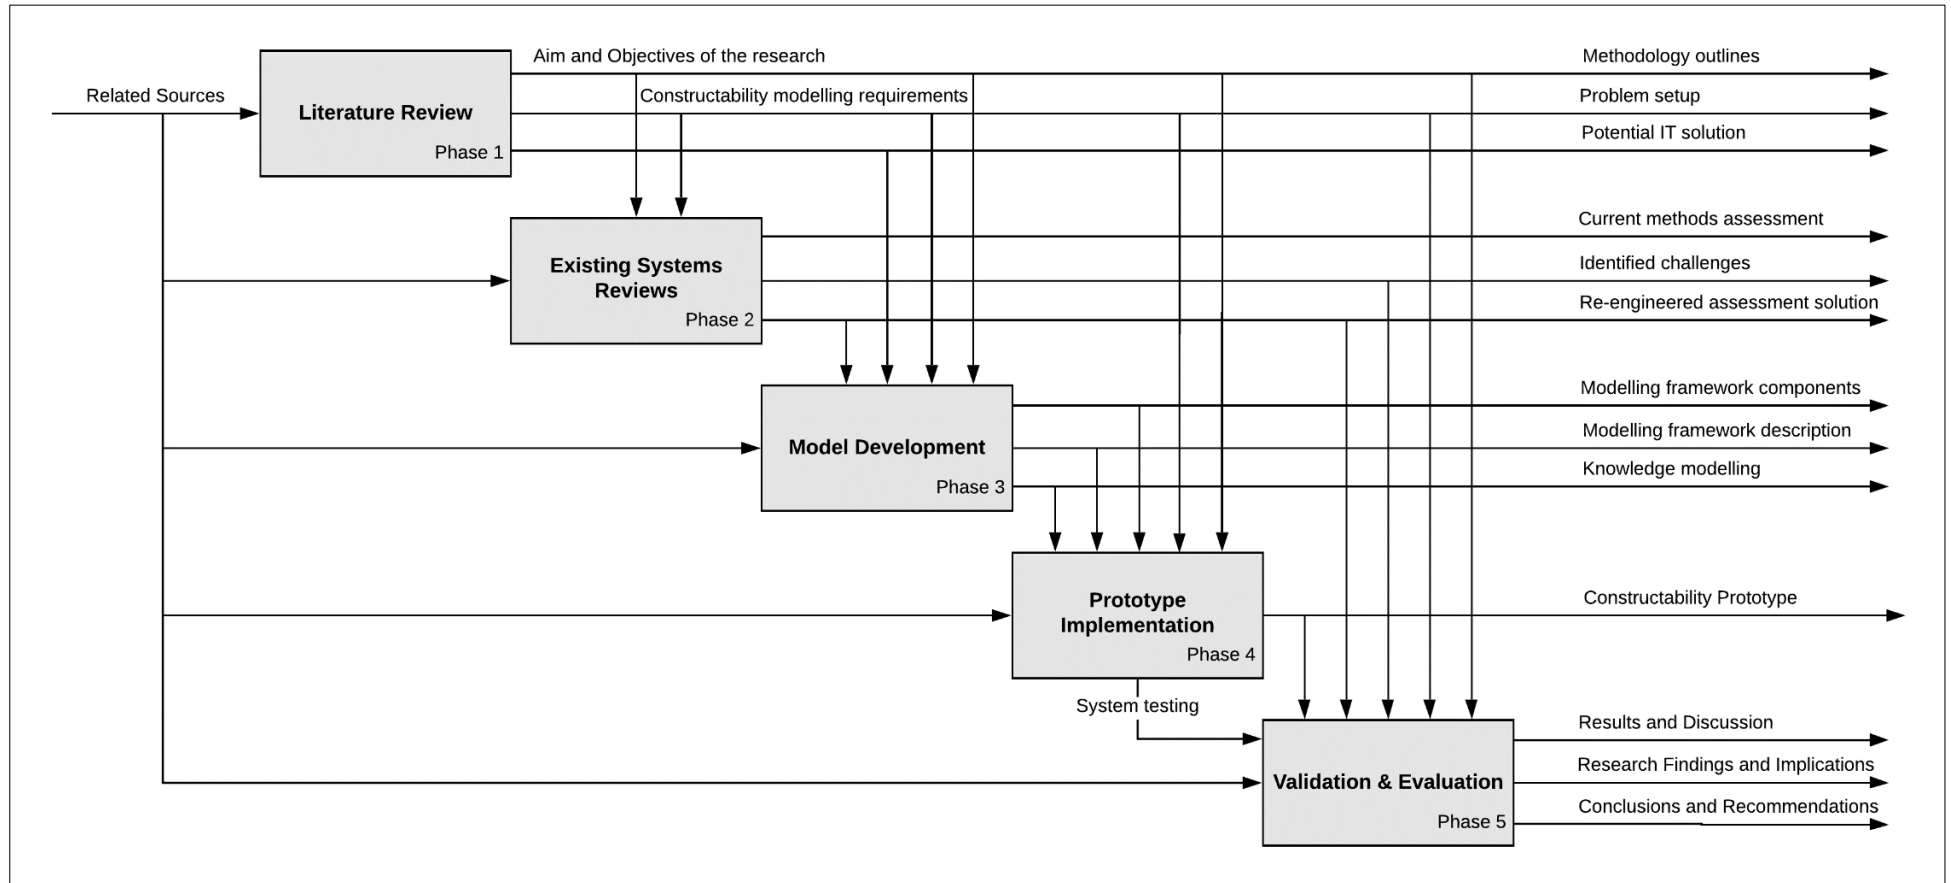 Aim and Objectives of the research
Methodology outlines
Related Sources
Constructability modelling requirements
Problem setup
Literature Review
Phase 1
Potential IT solution
Current methods assessment
Existing Systems
Reviews
Phase 2
Identified challenges
Re-engineered assessment solution
Modelling framework components
Model Development
Phase 3
Modelling framework description
Knowledge modelling
Prototype
Implementation
Phase 4
Constructability Prototype
System testing
Results and Discussion
Validation & Evaluation
Phase 5
Research Findings and Implications
Conclusions and Recommendations